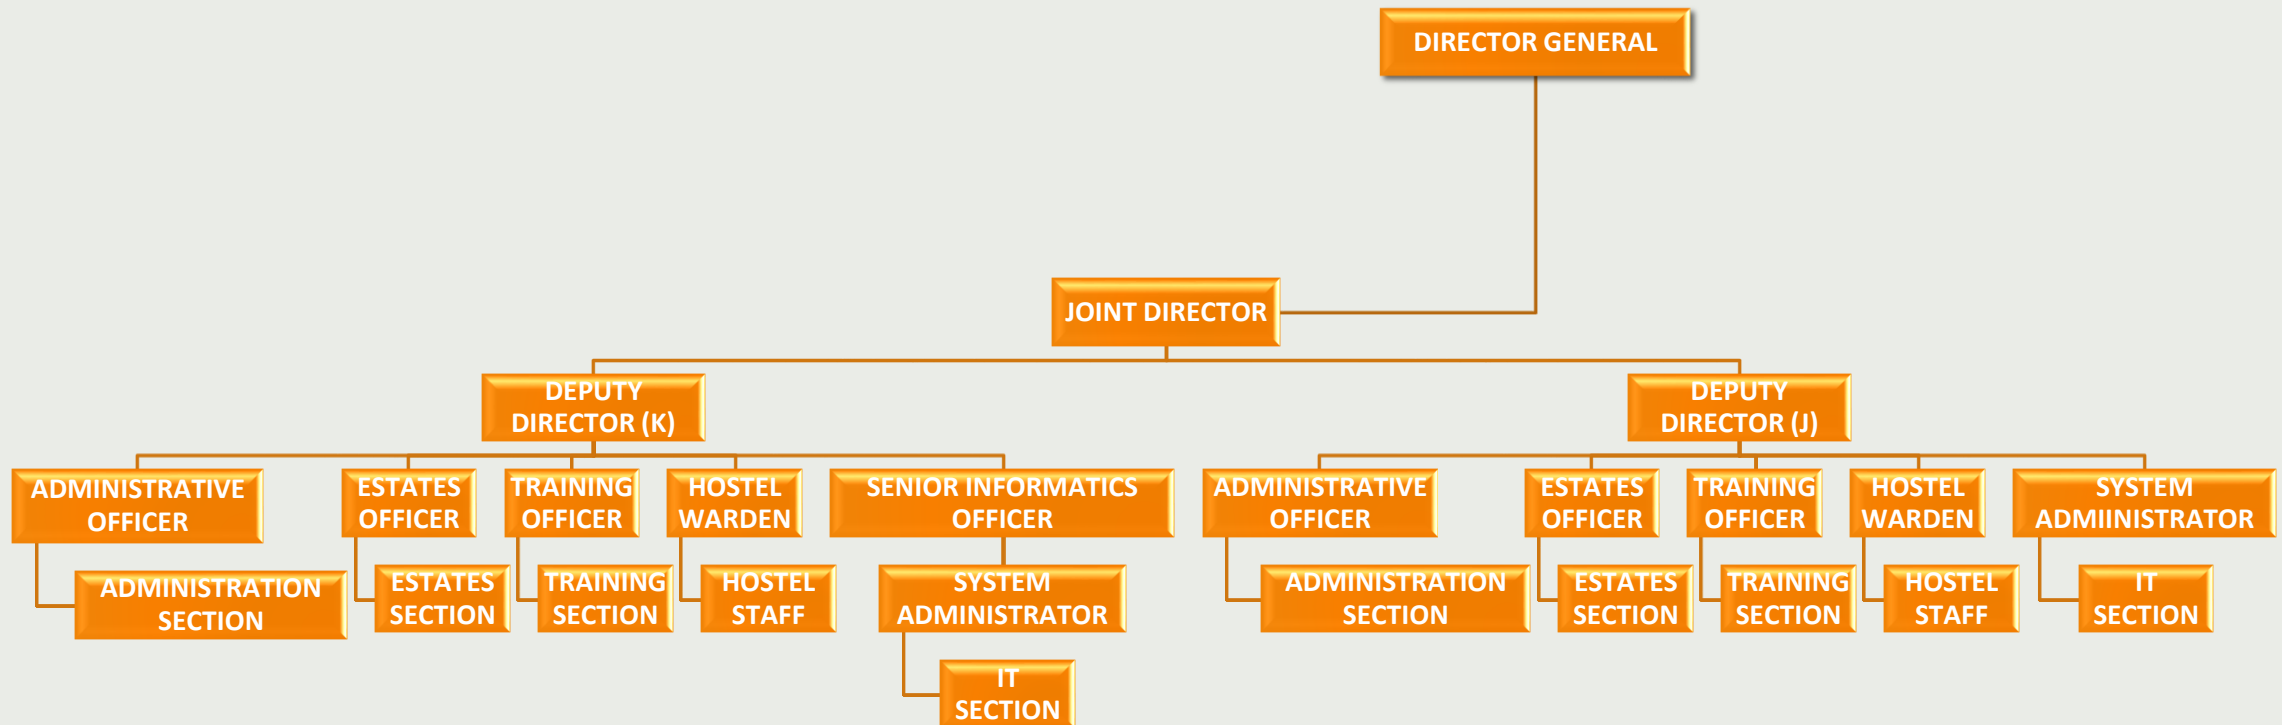 DIRECTOR GENERAL
JOINT DIRECTOR
DEPUTY
DIRECTOR (K)
DEPUTY
DIRECTOR (J)
ADMINISTRATIVE
OFFICER
ESTATES
OFFICER
TRAINING
OFFICER
HOSTEL
WARDEN
SENIOR INFORMATICS
OFFICER
ADMINISTRATIVE
OFFICER
ESTATES
OFFICER
TRAINING
OFFICER
HOSTEL
WARDEN
SYSTEM
ADMIINISTRATOR
ADMINISTRATION
SECTION
ESTATES
SECTION
TRAINING
SECTION
HOSTEL
STAFF
SYSTEM
ADMINISTRATOR
ADMINISTRATION
SECTION
ESTATES
SECTION
TRAINING
SECTION
HOSTEL
STAFF
IT
SECTION
IT
SECTION